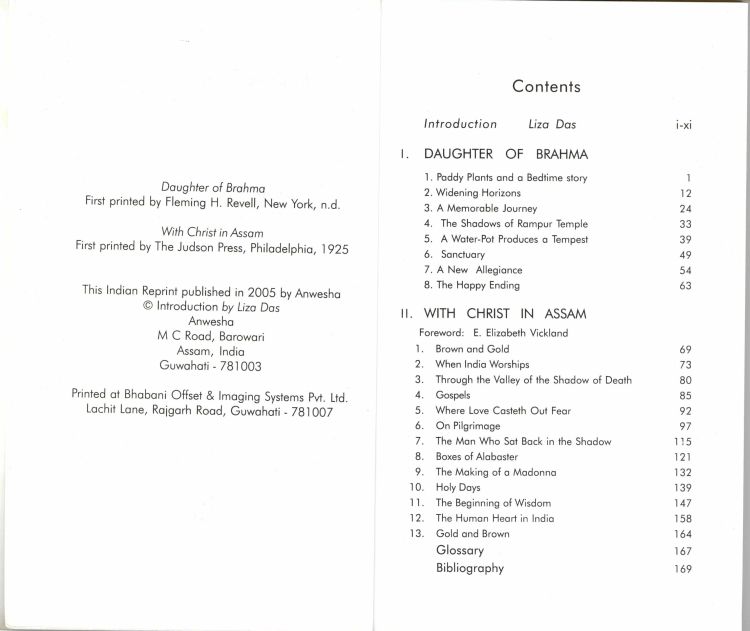 Daughter of Brahma
First printed by Fleming H. Revell, New York, n.d.
With Christ in Assam
First printed by The Judson Press, Philadelphia, 1925
This Indian Reprint published in 2005 by Anwesha
© Introduction by Liza Das
Anwesha
M C Road, Barowari
Assam, India
Guwahati - 781003
Printed at Bhabani Offset & Imaging Systems Pvt. Ltd.
Lachit Lane, Rajgarh Road, Guwahati - 781007
Contents
Introduction Liza Das i-xi
I. DAUGHTER OF BRAHMA
1. Paddy Plants and a Bedtime story 1
2. Widening Horizons 12
3. A Memorable Journey 24
4. The Shadows of Rampur Temple 33
5. A Water-Pot Produces a Tempest 39
6. Sanctuary 49
7. A New Allegiance 54
8. The Happy Ending 63
II. WITH CHRIST IN ASSAM
Foreword: E. Elizabeth Vickland
1. Brown and Gold 69
2. When India Worships 73
3. Through the Valley of the Shadow of Death 80
4. Gospels 85
5. Where Love Casteth Out Fear 92
6. On Pilgrimage 97
7. The Man Who Sat Back in the Shadow 115
8. Boxes of Alabaster 121
9. The Making of a Madonna 132
10. Holy Days 139
11. The Beginning of Wisdom 147
12. The Human Heart in India 158
13. Gold and Brown 164
Glossary 167
Bibliography 169